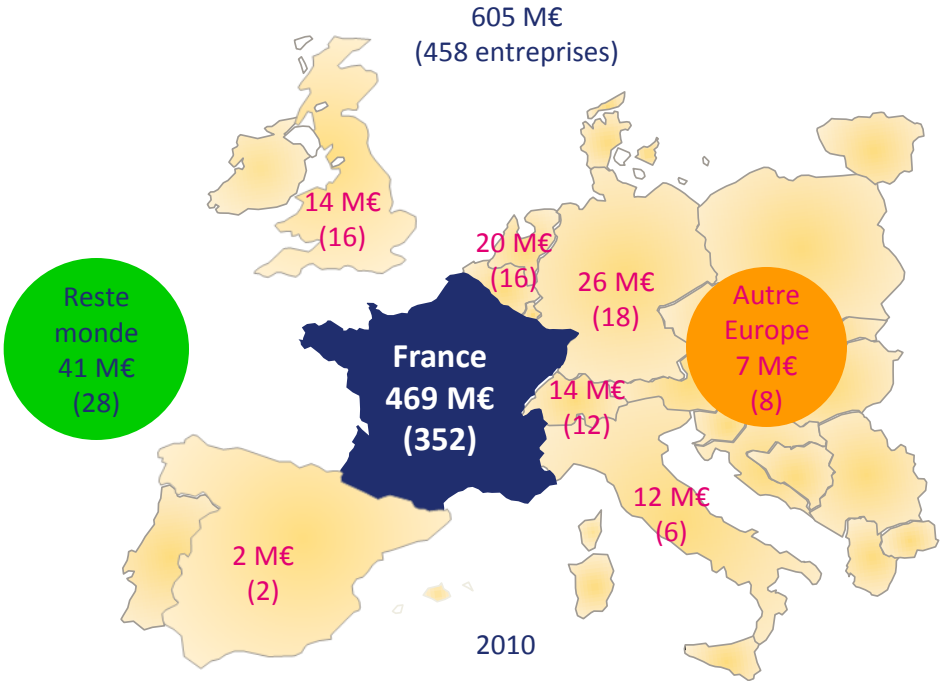 605 M€
(458 entreprises)
14 M€
(16)
20 M€
(16)
26 M€
(18)
Reste
monde
41 M€
(28)
Autre
Europe
7 M€
(8)
France
469 M€
(352)
14 M€
(12)
12 M€
(6)
2 M€
(2)
2010